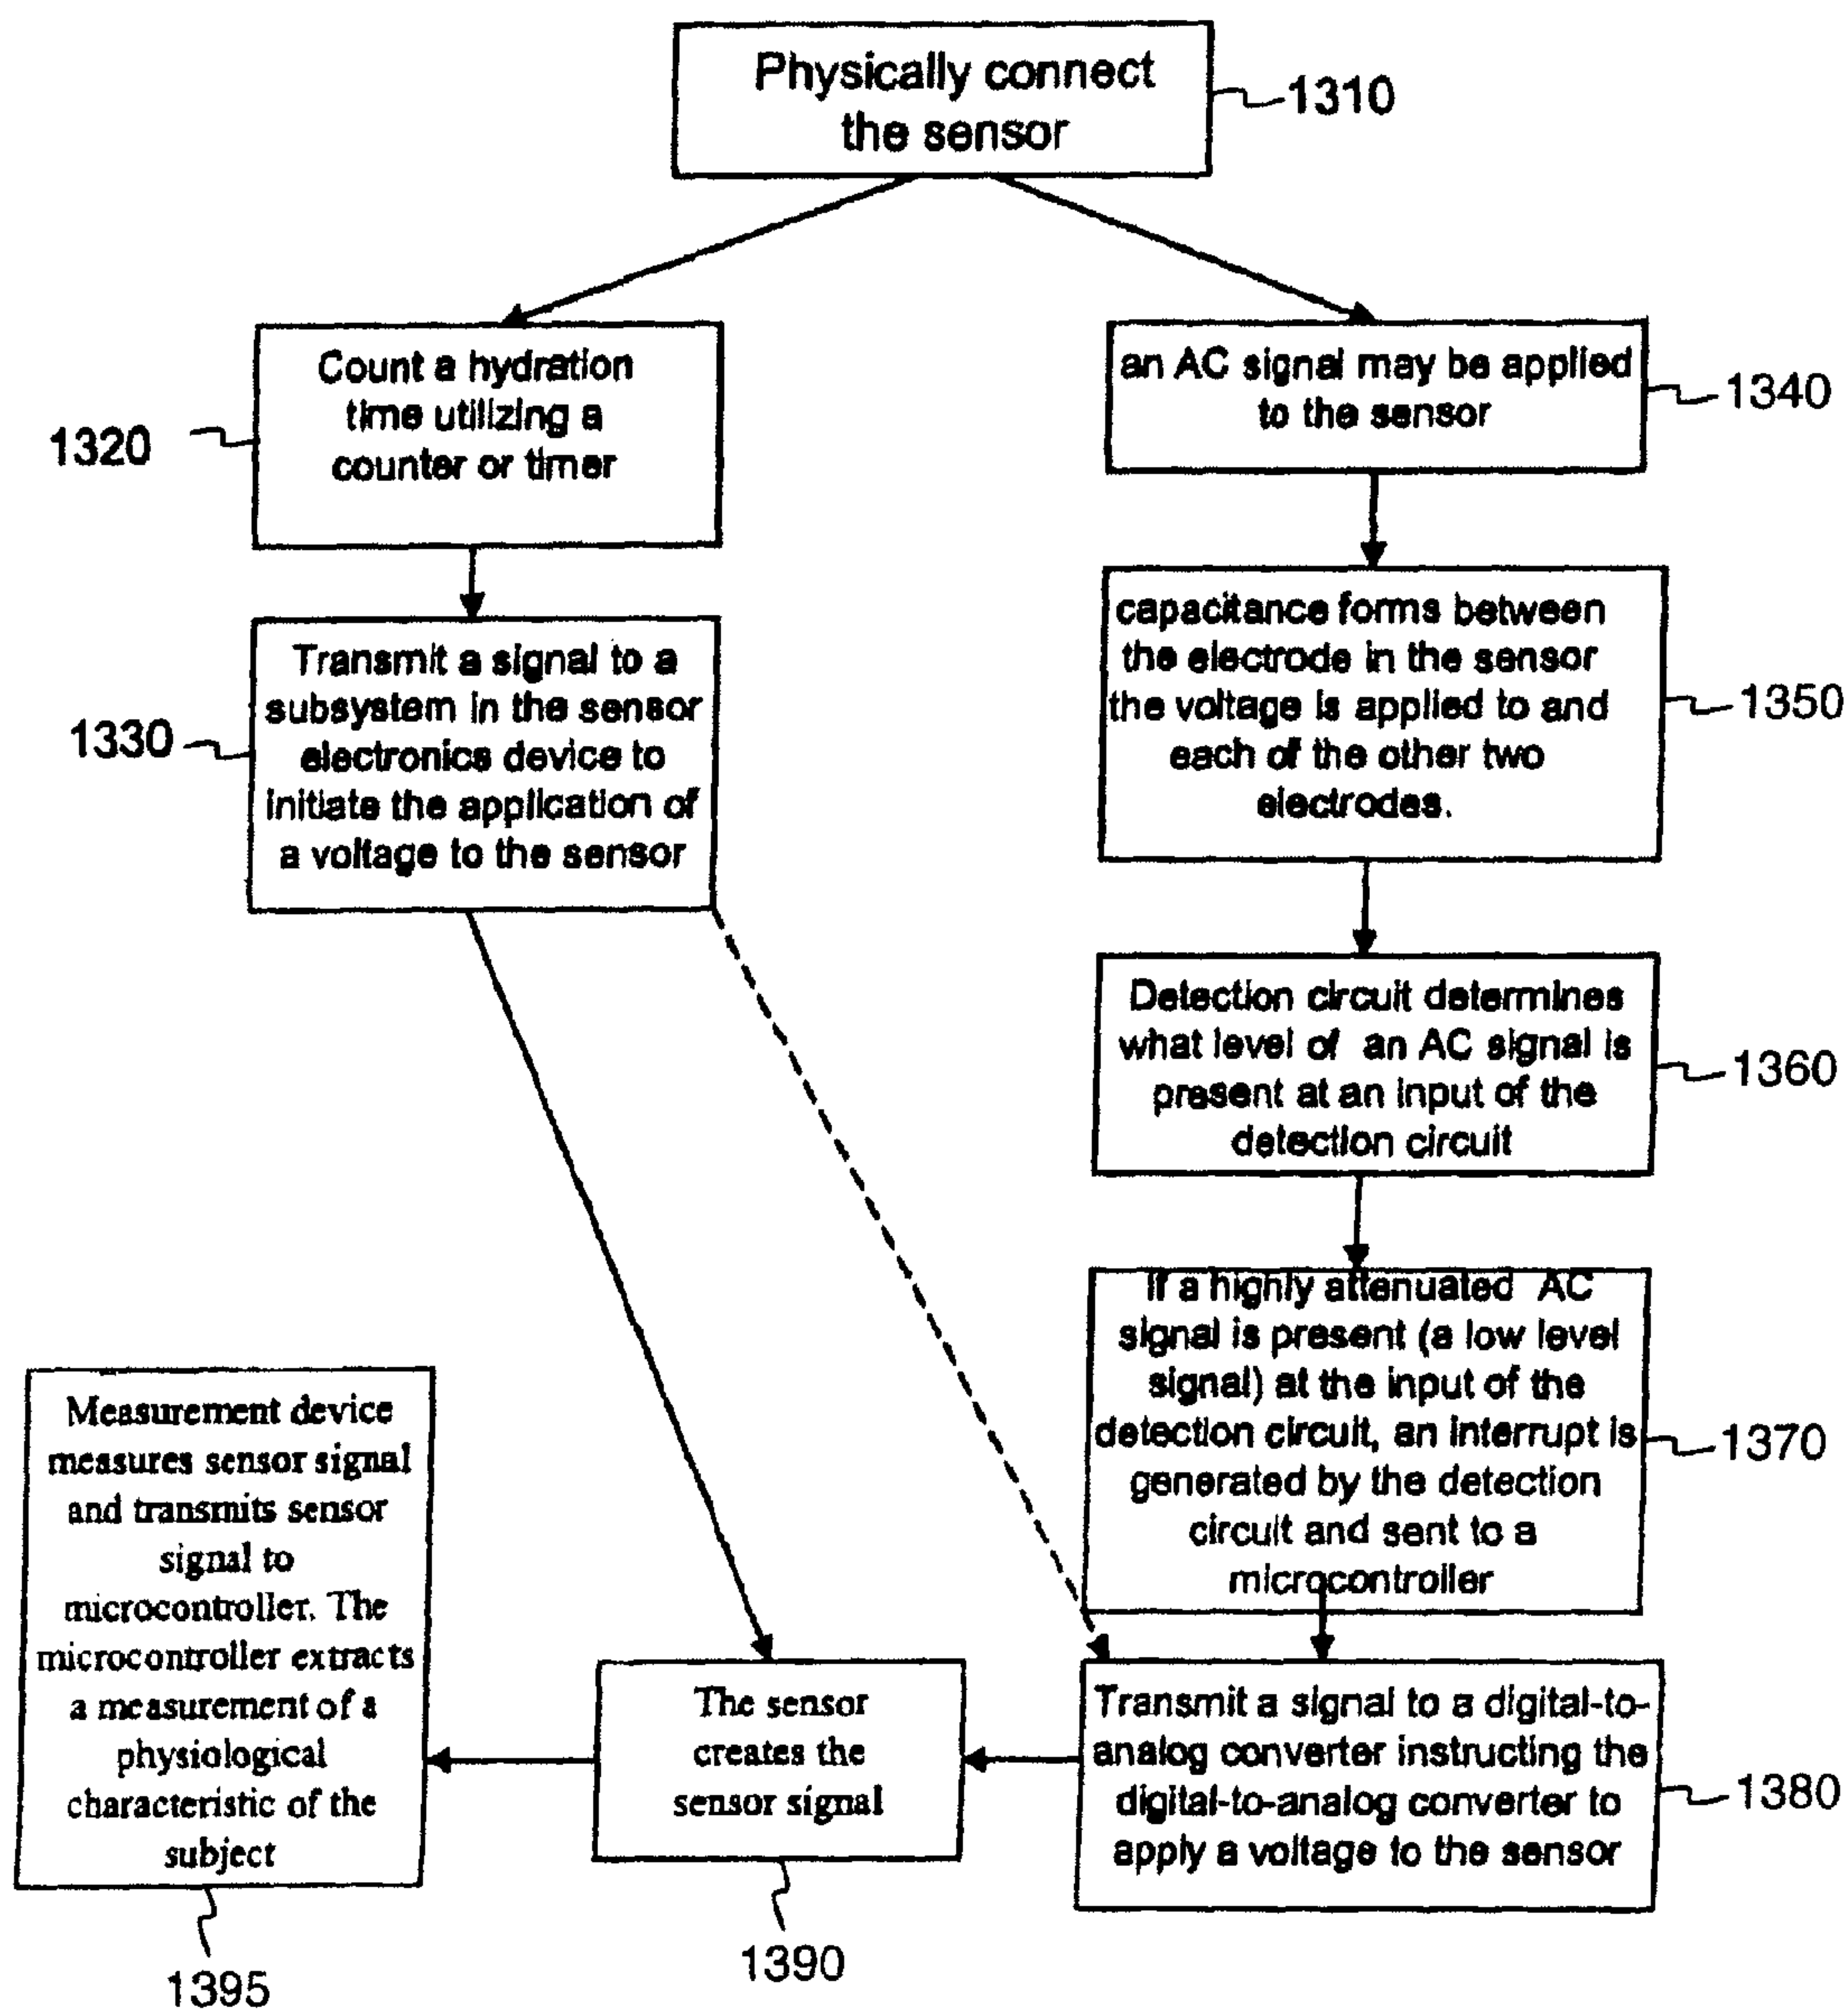 Physically connect
the sensor
1310
Count a hydration
time utilizing a
counter or timer
1320
Transmit a signal to a
subsystem in the sensor
electronics device to
initiate the application of
a voltage to the sensor
1330
an AC signal may be applied
to the sensor
1340
capacitance forms between
the electrode in the sensor
the voltage is applied to and
each of the other two
electrodes.
1350
Detection circuit determines
what level of an AC signal is
present at an input of the
detection circuit
1360
If a highly attenuated AC
signal is present (a low level
signal) at the input of the
detection circuit, an interrupt is
generated by the detection
circuit and sent to a
microcontroller
1370
Transmit a signal to a digital-to-
analog converter instructing the
digital-to-analog converter to
apply a voltage to the sensor
1380
The sensor
creates the
sensor signal
1390
Measurement device
measures sensor signal
and transmits sensor
signal to
microcontroller. The
microcontroller extracts
a measurement of a
physiological
characteristic of the
subject
1395